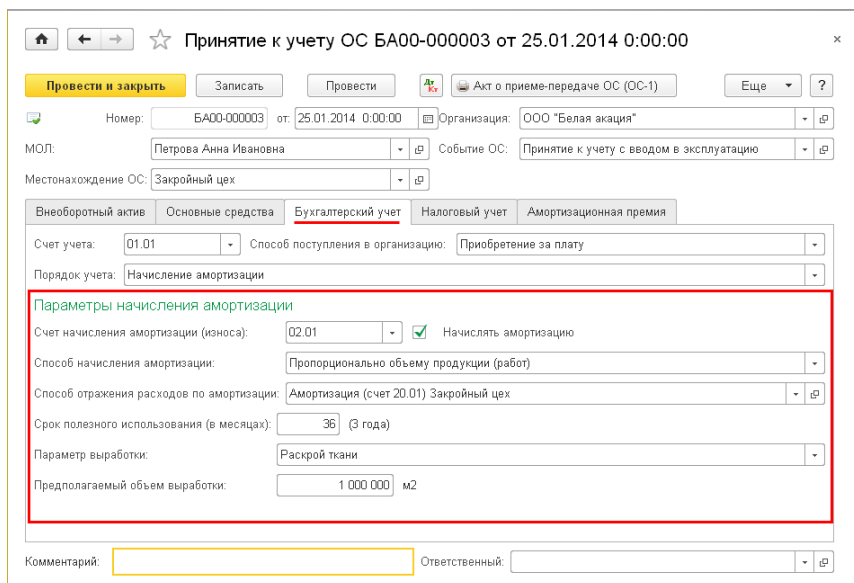 Принятие к учету ОС БА00-000003 от 25.01.2014 0:00:00
Провести и закрыть Записать Провести Дт Кт Акт о приеме-передаче ОС (ОС-1) Еще ?
Номер: БА00-000003 от: 25.01.2014 0:00:00 Организация: ООО "Белая акация"
МОЛ: Петрова Анна Ивановна Событие ОС: Принятие к учету с вводом в эксплуатацию
Местонахождение ОС: Закройный цех
Внеоборотный актив Основные средства Бухгалтерский учет Налоговый учет Амортизационная премия
Счет учета: 01.01 Способ поступления в организацию: Приобретение за плату
Порядок учета: Начисление амортизации
Параметры начисления амортизации
Счет начисления амортизации (износа): 02.01 Начислять амортизацию
Способ начисления амортизации: Пропорционально объему продукции (работ)
Способ отражения расходов по амортизации: Амортизация (счет 20.01) Закройный цех
Срок полезного использования (в месяцах): 36 (3 года)
Параметр выработки: Раскрой ткани
Предполагаемый объем выработки: 1 000 000 м2
Комментарий: Ответственный: